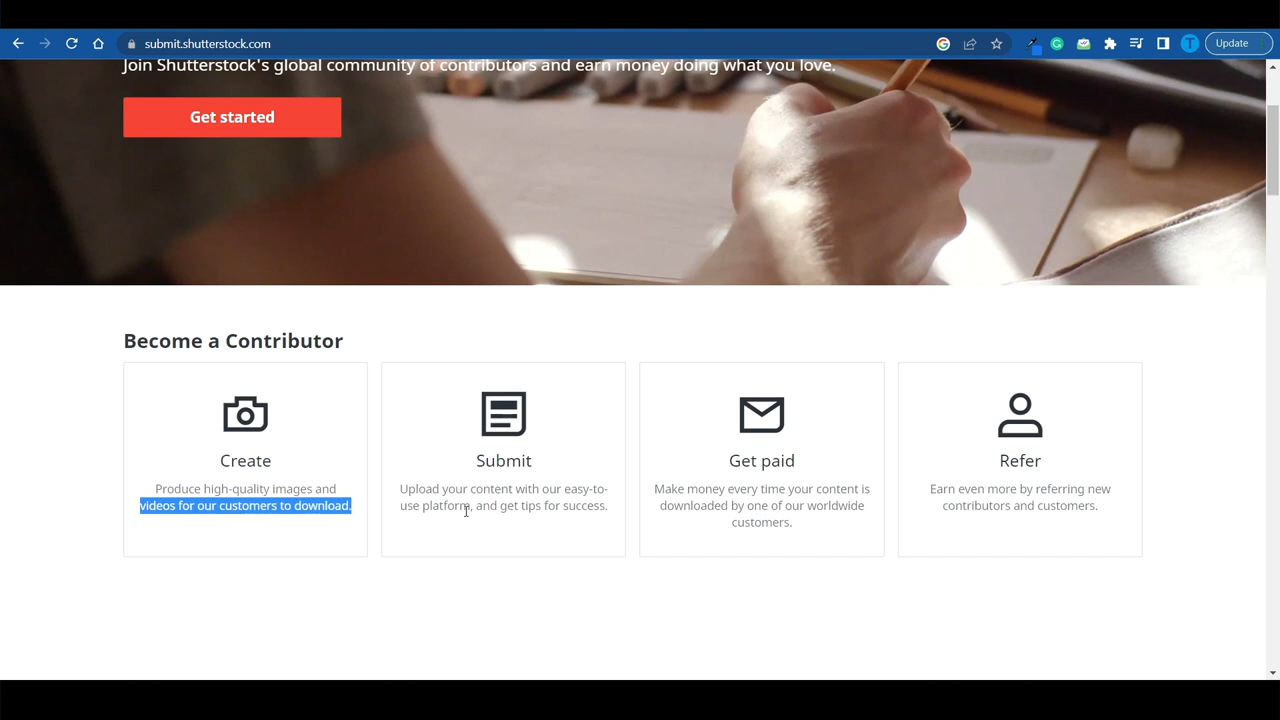 submit.shutterstock.com
T
Update
Join Shutterstock's global community of contributors and earn money doing what you love.
Get started
Become a Contributor
Create
Produce high-quality images and
videos for our customers to download.
Submit
Upload your content with our easy-to-
use platform, and get tips for success.
Get paid
Make money every time your content is
downloaded by one of our worldwide
customers.
Refer
Earn even more by referring new
contributors and customers.